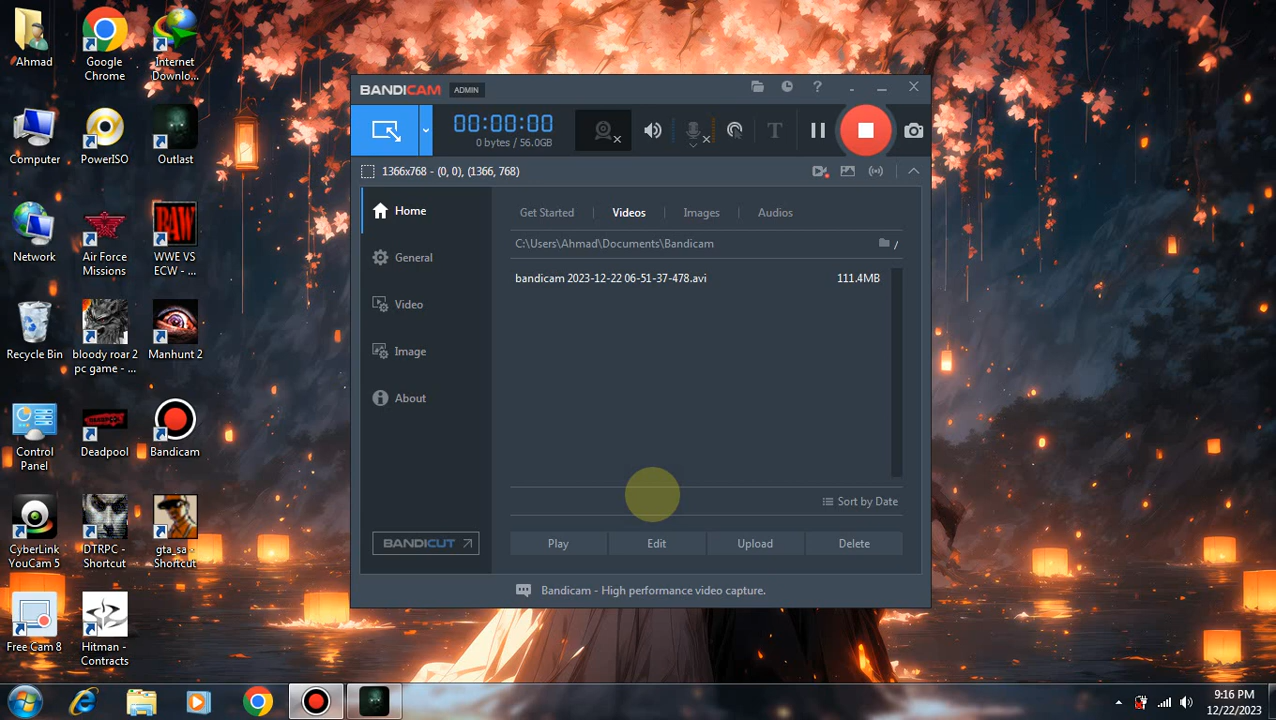 Ahmad
Google
Chrome
Internet
Downlo...
Computer
PowerISO
Outlast
Network
Air Force
Missions
RAW
WWE VS
ECW - ...
Recycle Bin
bloody roar 2
pc game - ...
Manhunt 2
Control
Panel
Deadpool
Bandicam
CyberLink
YouCam 5
DTRPC -
Shortcut
gta_sa -
Shortcut
Free Cam 8
Hitman -
Contracts
BANDICAM
ADMIN
00:00:00
0 bytes / 56.0GB
T
1366x768 - (0, 0), (1366, 768)
Home
General
Video
Image
About
BANDICUT
Get Started
Videos
Images
Audios
C:\Users\Ahmad\Documents\Bandicam
/
bandicam 2023-12-22 06-51-37-478.avi
111.4MB
Sort by Date
Play
Edit
Upload
Delete
Bandicam - High performance video capture.
9:16 PM
12/22/2023